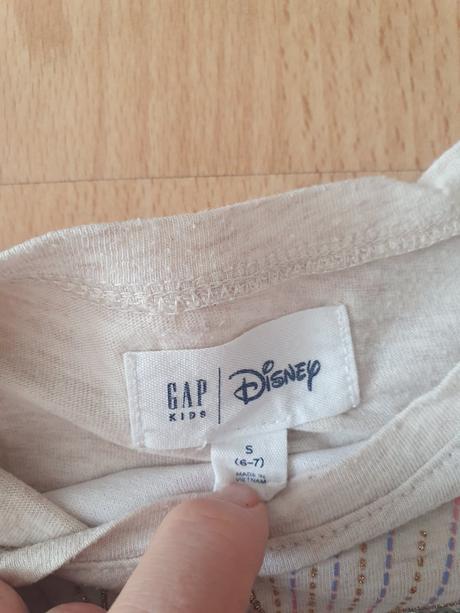 GAP
KIDS
Disney
S
(6-7)
MADE IN
VIETNAM